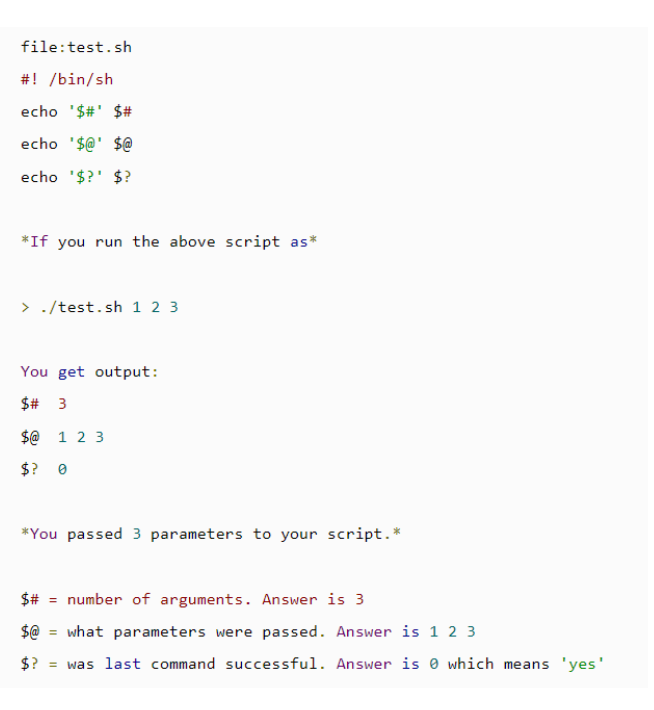 file:test.sh
#! /bin/sh
echo '$#' $#
echo '$@' $@
echo '$?' $?
*If you run the above script as*
> ./test.sh 1 2 3
You get output:
$#  3
$@  1 2 3
$?  0
*You passed 3 parameters to your script.*
$# = number of arguments. Answer is 3
$@ = what parameters were passed. Answer is 1 2 3
$? = was last command successful. Answer is 0 which means 'yes'